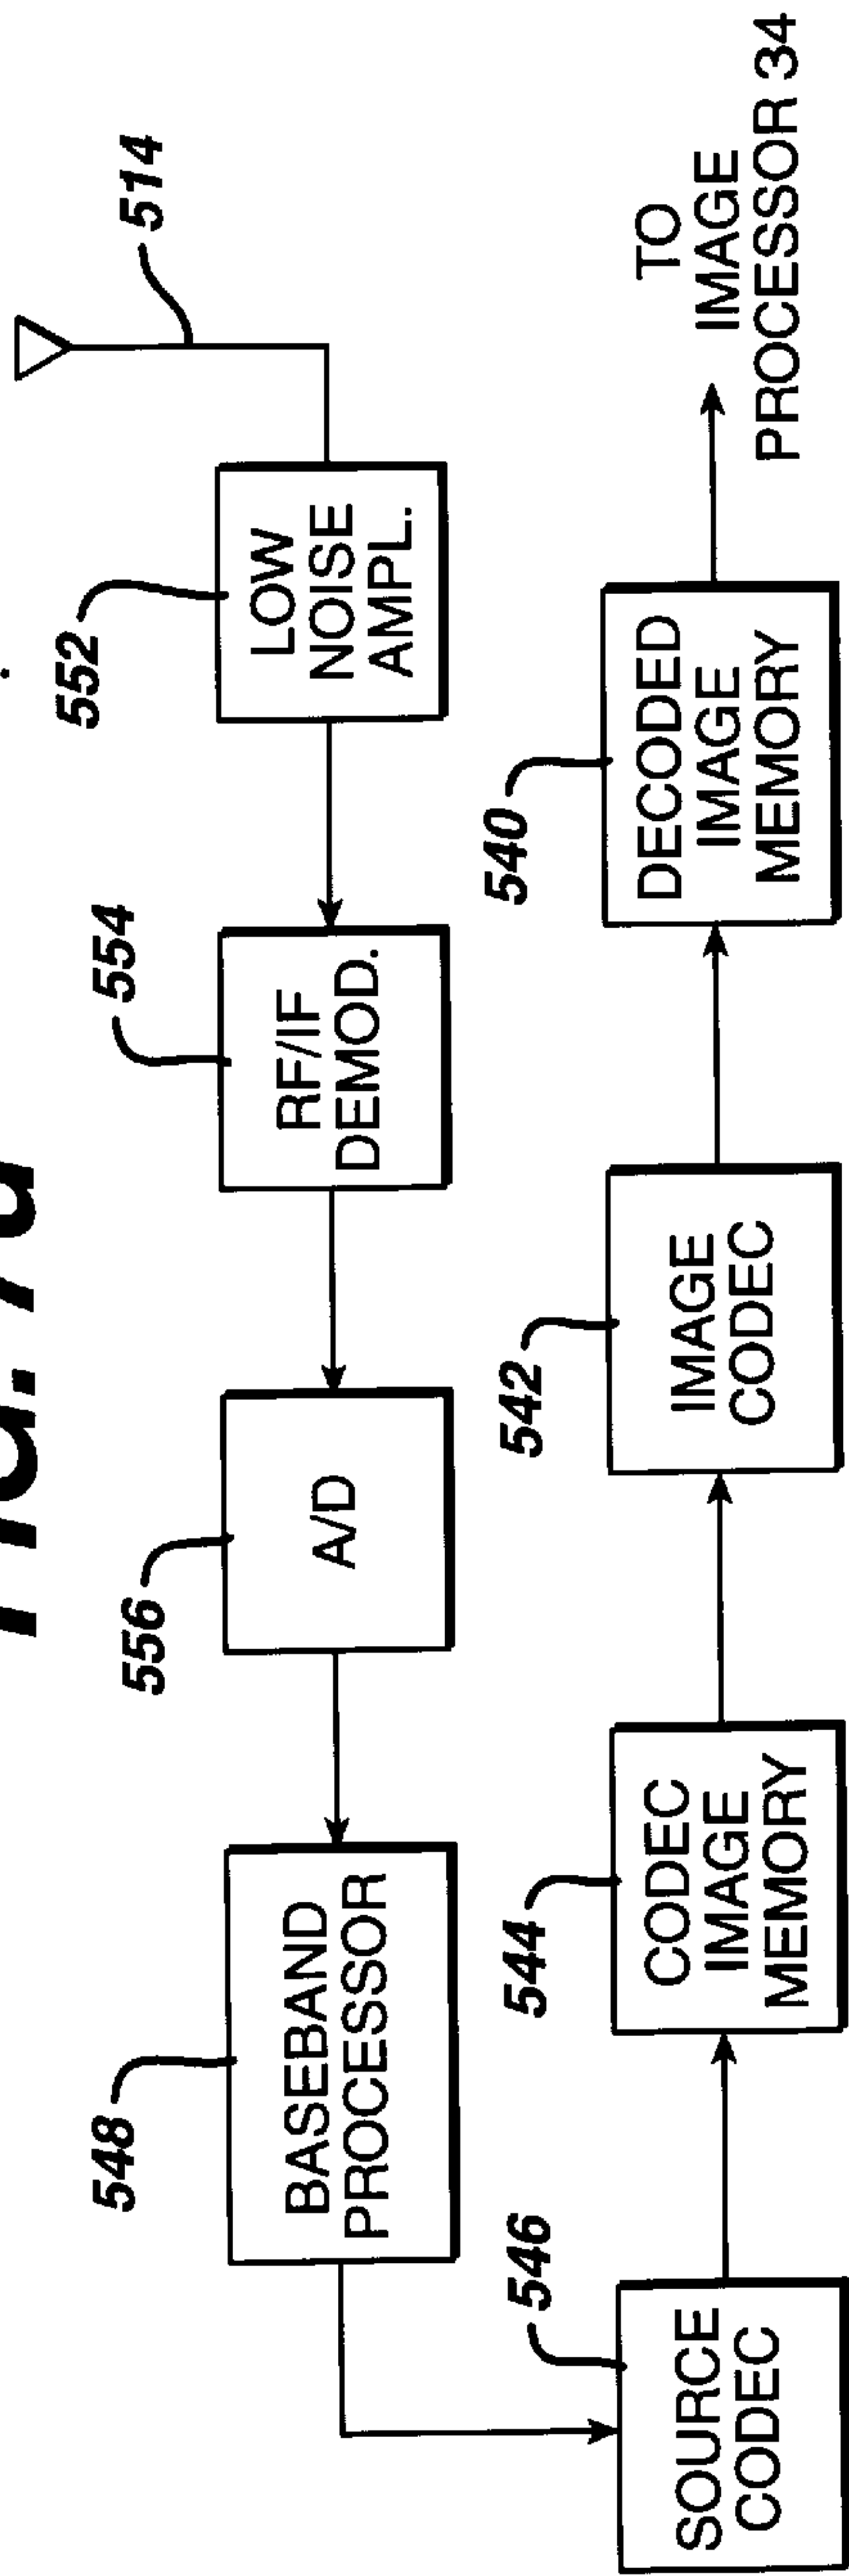 514
552
LOW
NOISE
AMPL.
554
RF/IF
DEMOD.
556
A/D
548
BASEBAND
PROCESSOR
546
SOURCE
CODEC
544
CODEC
IMAGE
MEMORY
542
IMAGE
CODEC
540
DECODED
IMAGE
MEMORY
TO
IMAGE
PROCESSOR 34